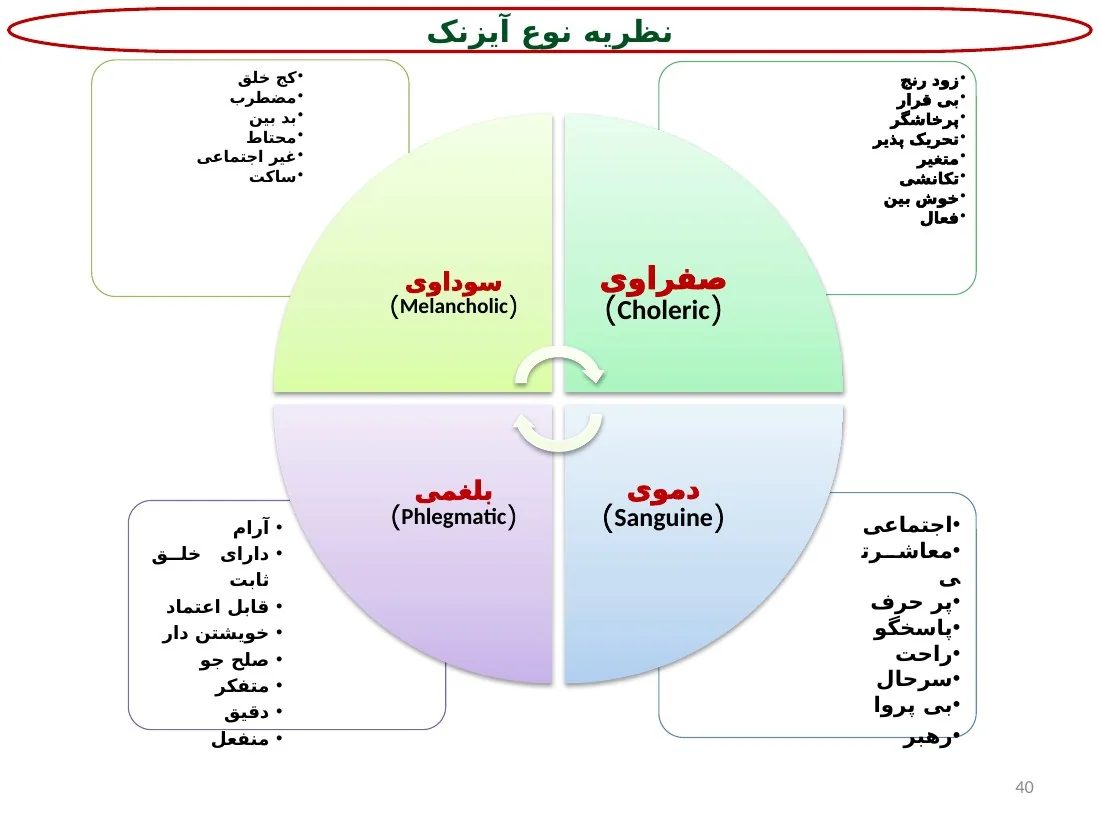 نظریه نوع آیزنک
•زود رنج
•بی قرار
•پرخاشگر
•تحریک پذیر
•متغیر
•تکانشی
•خوش بین
•فعال
•کج خلق
•مضطرب
•بد بین
•محتاط
•غیر اجتماعی
•ساکت
صفراوی
(Choleric)
سوداوی
(Melancholic)
دموی
(Sanguine)
بلغمی
(Phlegmatic)
•اجتماعی
•معاشــرت
ی
•پر حرف
•پاسخگو
•راحت
•سرحال
•بی پروا
•رهبر
• آرام
• دارای خلــق
ثابت
• قابل اعتماد
• خویشتن دار
• صلح جو
• متفکر
• دقیق
• منفعل
40